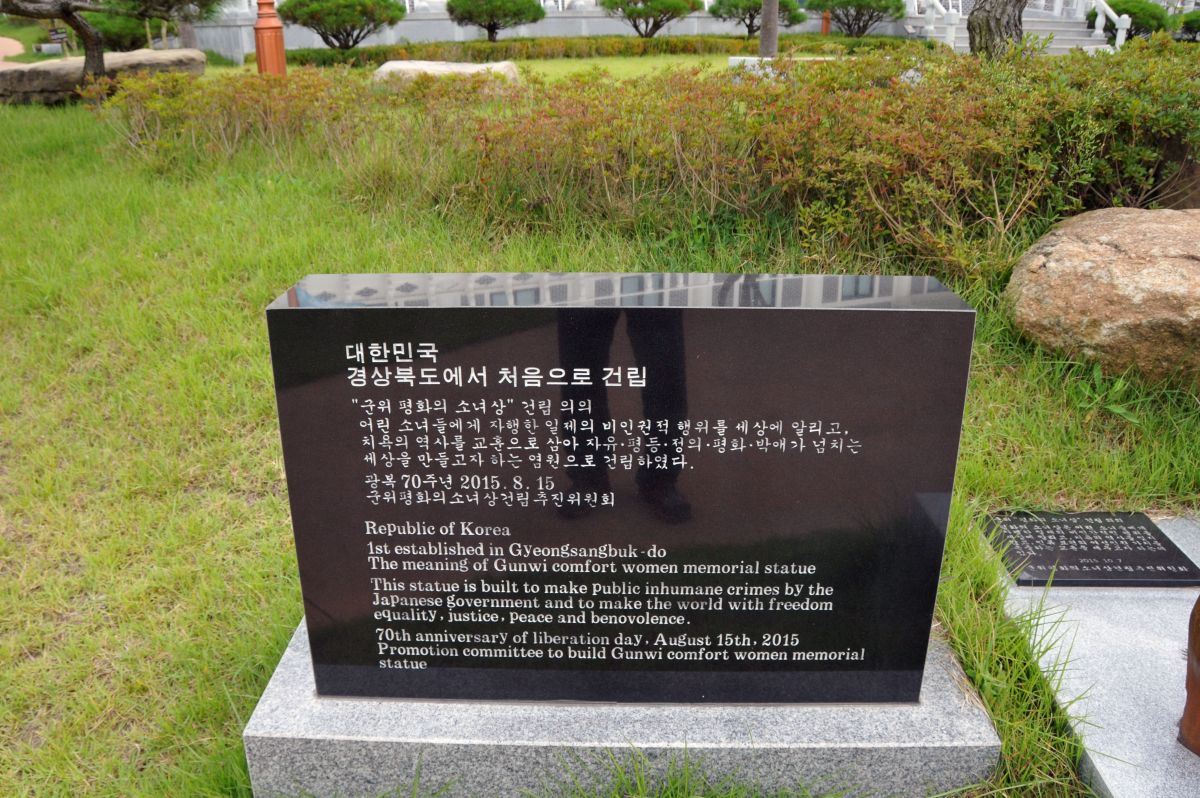 대한민국
경상북도에서 처음으로 건립
"군위 평화의 소녀상" 건립 의의
어린 소녀들에게 자행한 일제의 비인권적 행위를 세상에 알리고,
치욕의 역사를 교훈으로 삼아 자유·평등·정의·평화·박애가 넘치는
세상을 만들고자 하는 염원으로 건립하였다.
광복 70주년 2015. 8. 15
군위평화의소녀상건립추진위원회
Republic of Korea
1st established in Gyeongsangbuk-do
The meaning of Gunwi comfort women memorial statue
This statue is built to make public inhumane crimes by the
Japanese government and to make the world with freedom
equality, justice, peace and benovolence.
70th anniversary of liberation day, August 15th, 2015
Promotion committee to build Gunwi comfort women memorial
statue